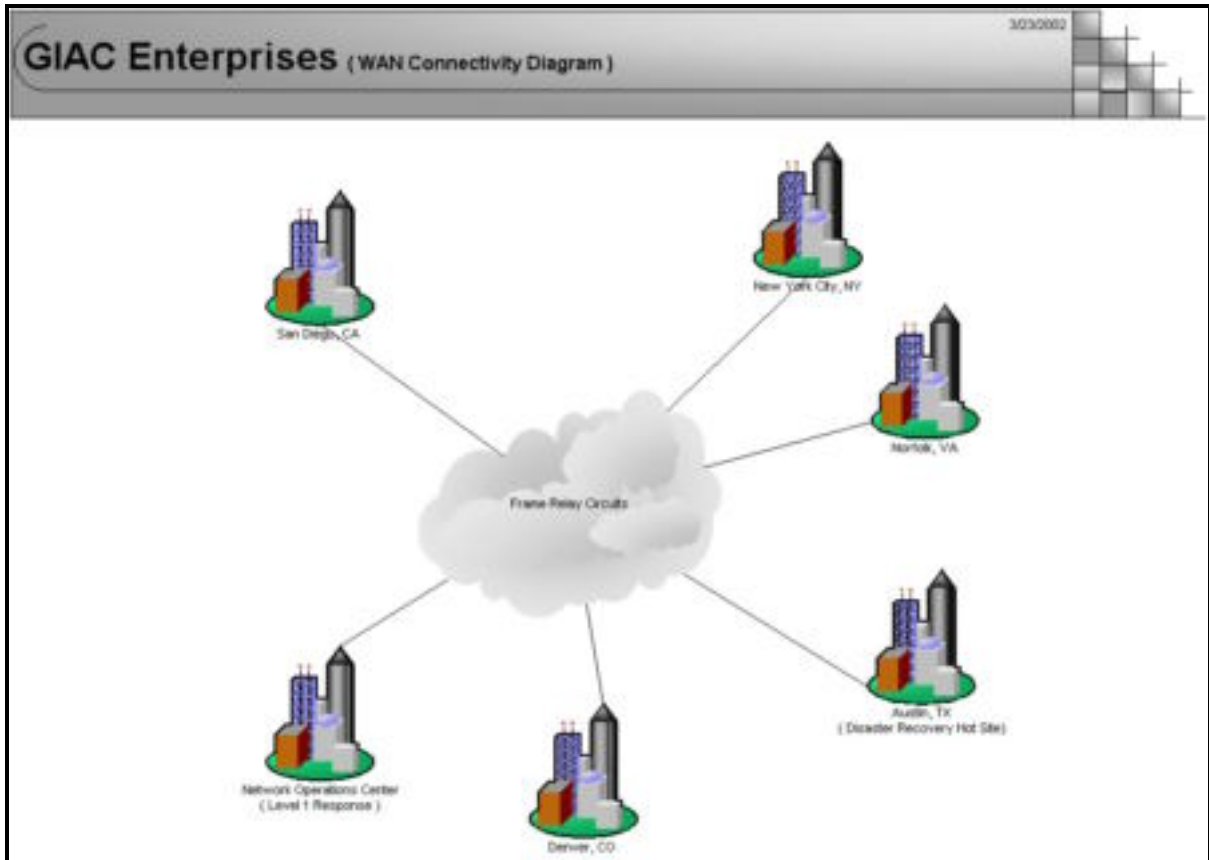 3/23/2002
GIAC Enterprises ( WAN Connectivity Diagram )
New York City, NY
San Diego, CA
Norfolk, VA
Frame Relay Circuits
Austin, TX
( Disaster Recovery Hot Site)
Network Operations Center
( Level 1 Response )
Denver, CO